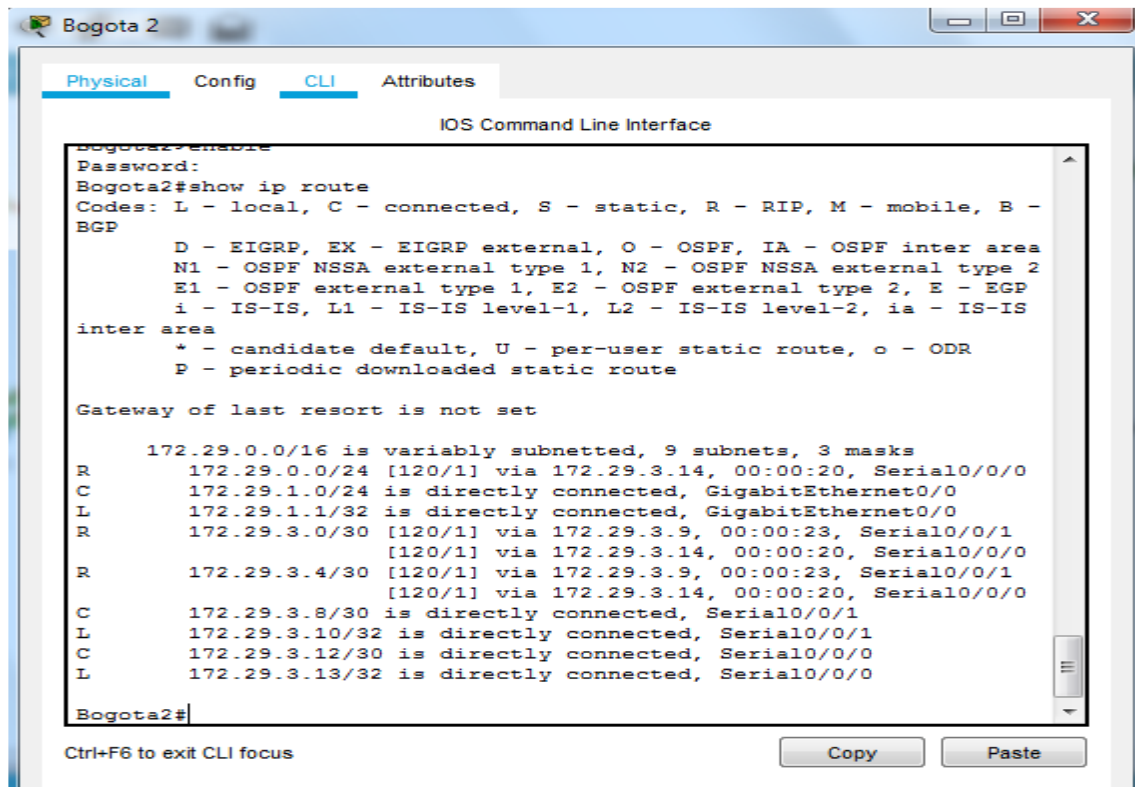 Bogota 2
Physical Config CLI Attributes
IOS Command Line Interface
Bogota2>enable
Password:
Bogota2#show ip route
Codes: L - local, C - connected, S - static, R - RIP, M - mobile, B -
BGP
D - EIGRP, EX - EIGRP external, O - OSPF, IA - OSPF inter area
N1 - OSPF NSSA external type 1, N2 - OSPF NSSA external type 2
E1 - OSPF external type 1, E2 - OSPF external type 2, E - EGP
i - IS-IS, L1 - IS-IS level-1, L2 - IS-IS level-2, ia - IS-IS
inter area
* - candidate default, U - per-user static route, o - ODR
P - periodic downloaded static route
Gateway of last resort is not set
172.29.0.0/16 is variably subnetted, 9 subnets, 3 masks
R 172.29.0.0/24 [120/1] via 172.29.3.14, 00:00:20, Serial0/0/0
C 172.29.1.0/24 is directly connected, GigabitEthernet0/0
L 172.29.1.1/32 is directly connected, GigabitEthernet0/0
R 172.29.3.0/30 [120/1] via 172.29.3.9, 00:00:23, Serial0/0/1
[120/1] via 172.29.3.14, 00:00:20, Serial0/0/0
R 172.29.3.4/30 [120/1] via 172.29.3.9, 00:00:23, Serial0/0/1
[120/1] via 172.29.3.14, 00:00:20, Serial0/0/0
C 172.29.3.8/30 is directly connected, Serial0/0/1
L 172.29.3.10/32 is directly connected, Serial0/0/1
C 172.29.3.12/30 is directly connected, Serial0/0/0
L 172.29.3.13/32 is directly connected, Serial0/0/0
Bogota2#
Ctrl+F6 to exit CLI focus
Copy
Paste